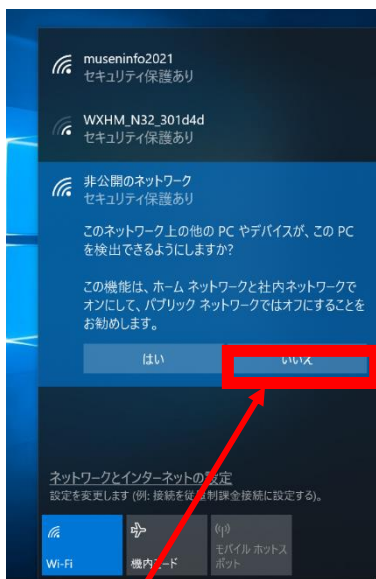 museninfo2021
セキュリティ保護あり
WXHM_N32_301d4d
セキュリティ保護あり
非公開のネットワーク
セキュリティ保護あり
このネットワーク上の他の PC やデバイスが、この PC
を検出できるようにしますか?
この機能は、ホーム ネットワークと社内ネットワークで
オンにして、パブリック ネットワークではオフにすることを
お勧めします。
はい
いいえ
ネットワークとインターネットの設定
設定を変更します (例: 接続を従量制課金接続に設定する)。
Wi-Fi
機内モード
モバイル ホットス
ポット